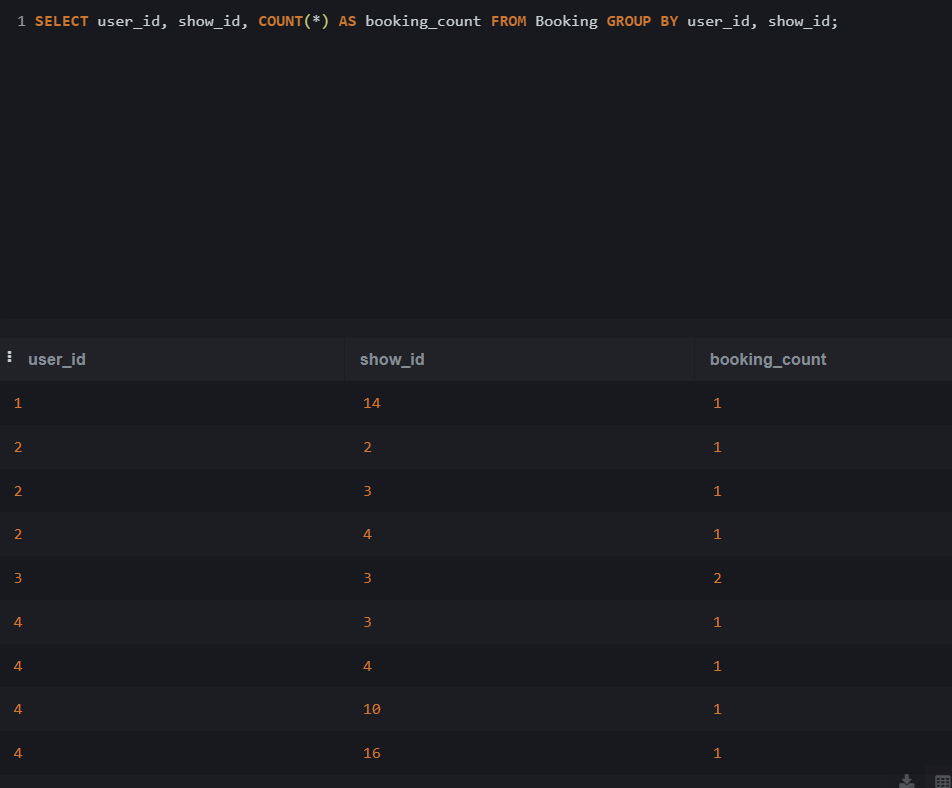 1 SELECT user_id, show_id, COUNT(*) AS booking_count FROM Booking GROUP BY user_id, show_id;
user_id show_id booking_count
1 14 1
2 2 1
2 3 1
2 4 1
3 3 2
4 3 1
4 4 1
4 10 1
4 16 1